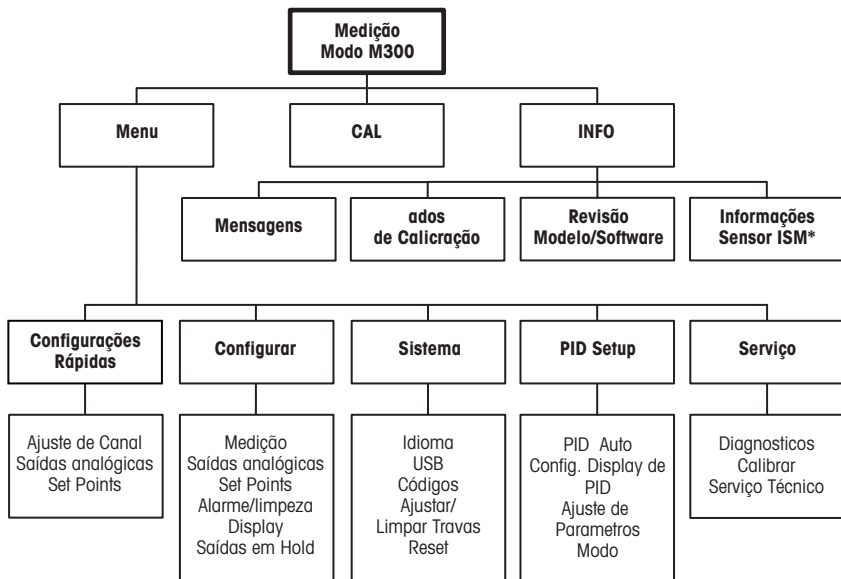 Medição
Modo M300
Menu
CAL
INFO
Mensagens
ados
de Calicração
Revisão
Modelo/Software
Informações
Sensor ISM*
Configurações
Rápidas
Configurar
Sistema
PID Setup
Serviço
Ajuste de Canal
Saídas analógicas
Set Points
Medição
Saídas analógicas
Set Points
Alarme/limpeza
Display
Saídas em Hold
Idioma
USB
Códigos
Ajustar/
Limpar Travas
Reset
PID Auto
Config. Display de
PID
Ajuste de
Parametros
Modo
Diagnosticos
Calibrar
Serviço Técnico